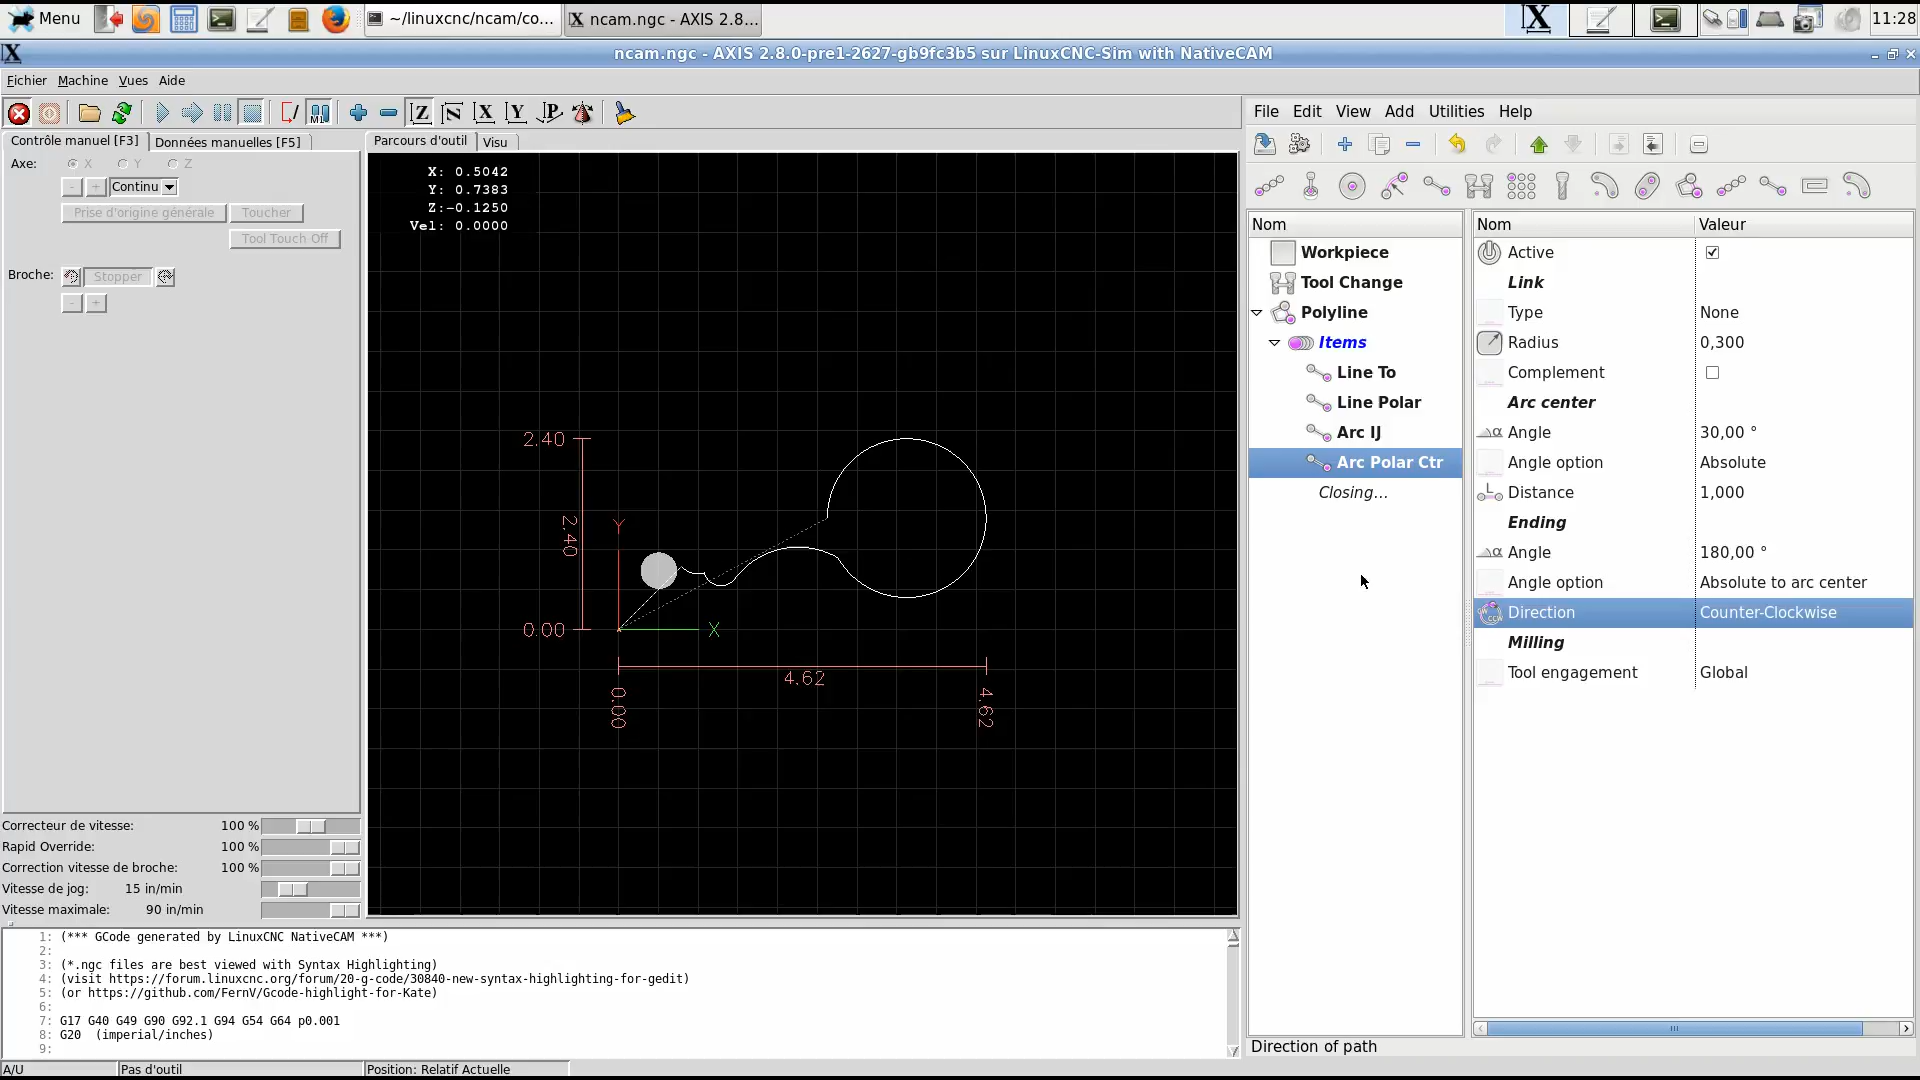 Menu
~/linuxcnc/ncam/co...
ncam.ngc - AXIS 2.8...
11:28
ncam.ngc - AXIS 2.8.0-pre1-2627-gb9fc3b5 sur LinuxCNC-Sim with NativeCAM
Fichier Machine Vues Aide
Contrôle manuel [F3]
Données manuelles [F5]
Axe: X Y Z
- + Continu
Prise d'origine générale Toucher
Tool Touch Off
Broche: Stopper
- +
Correcteur de vitesse: 100 %
Rapid Override: 100 %
Correction vitesse de broche: 100 %
Vitesse de jog: 15 in/min
Vitesse maximale: 90 in/min
Parcours d'outil Visu
X: 0.5042
Y: 0.7383
Z:-0.1250
Vel: 0.0000
2.40
2.40
Y
0.00
X
4.62
0.00
4.62
1: (*** GCode generated by LinuxCNC NativeCAM ***)
2:
3: (*.ngc files are best viewed with Syntax Highlighting)
4: (visit https://forum.linuxcnc.org/forum/20-g-code/30840-new-syntax-highlighting-for-gedit)
5: (or https://github.com/FernV/Gcode-highlight-for-Kate)
6:
7: G17 G40 G49 G90 G92.1 G94 G54 G64 p0.001
8: G20 (imperial/inches)
9:
A/U
Pas d'outil
Position: Relatif Actuelle
File Edit View Add Utilities Help
Nom
Workpiece
Tool Change
Polyline
Items
Line To
Line Polar
Arc IJ
Arc Polar Ctr
Closing...
Nom Valeur
Active
Link
Type None
Radius 0,300
Complement
Arc center
Angle 30,00 °
Angle option Absolute
Distance 1,000
Ending
Angle 180,00 °
Angle option Absolute to arc center
Direction Counter-Clockwise
Milling
Tool engagement Global
Direction of path